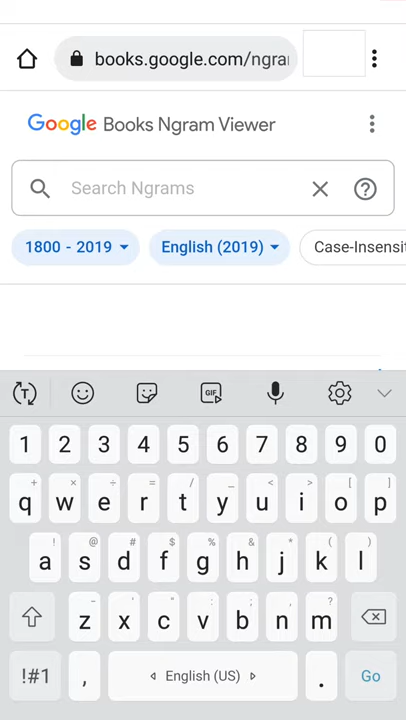 books.google.com/ngra
Google Books Ngram Viewer
Search Ngrams
1800 - 2019 English (2019) Case-Insensit
GIF
1 2 3 4 5 6 7 8 9 0
+ × ÷ = / _ < > [ ]
q w e r t y u i o p
! @ # $ % & * ( )
a s d f g h j k l
- " : ; , ?
z x c v b n m
!#1 , English (US) . Go